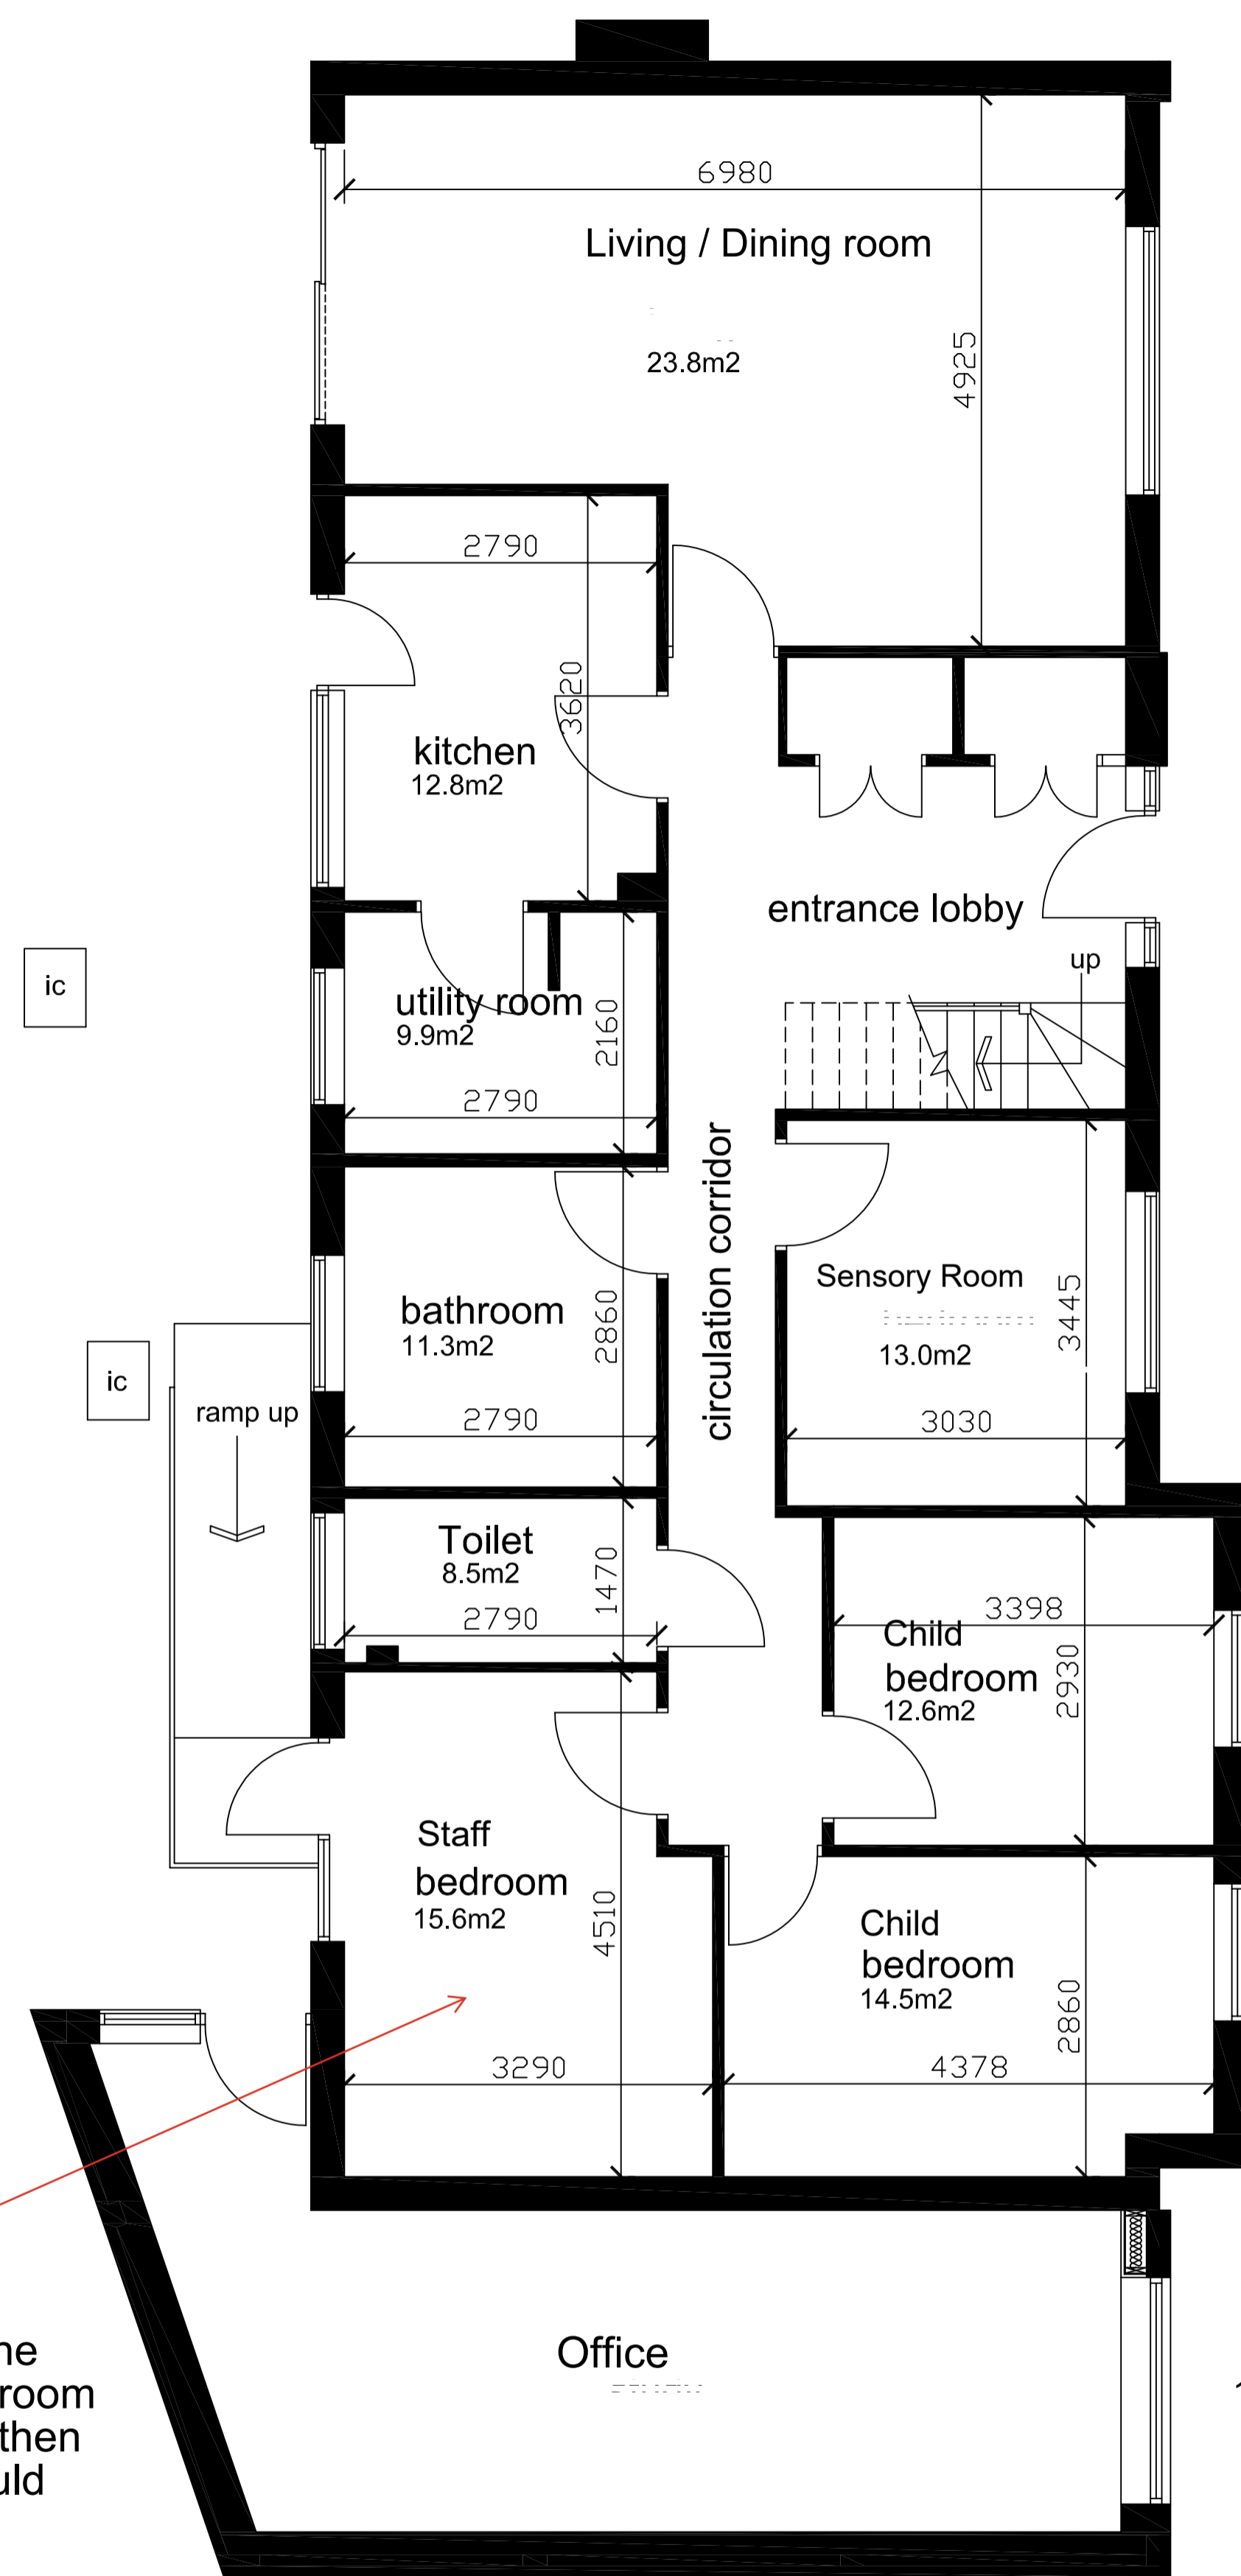 6980
Living / Dining room
4925
23.8m2
2790
3620
kitchen
12.8m2
entrance lobby
up
ic
utility room
9.9m2
2160
2790
circulation corridor
Sensory Room
3445
bathroom
11.3m2
2860
13.0m2
ic
ramp up
2790
3030
Toilet
8.5m2
1470
2790
3398
Child
bedroom
12.6m2
2930
Staff
bedroom
15.6m2
4510
Child
bedroom
14.5m2
2860
3290
4378
Office
room
then